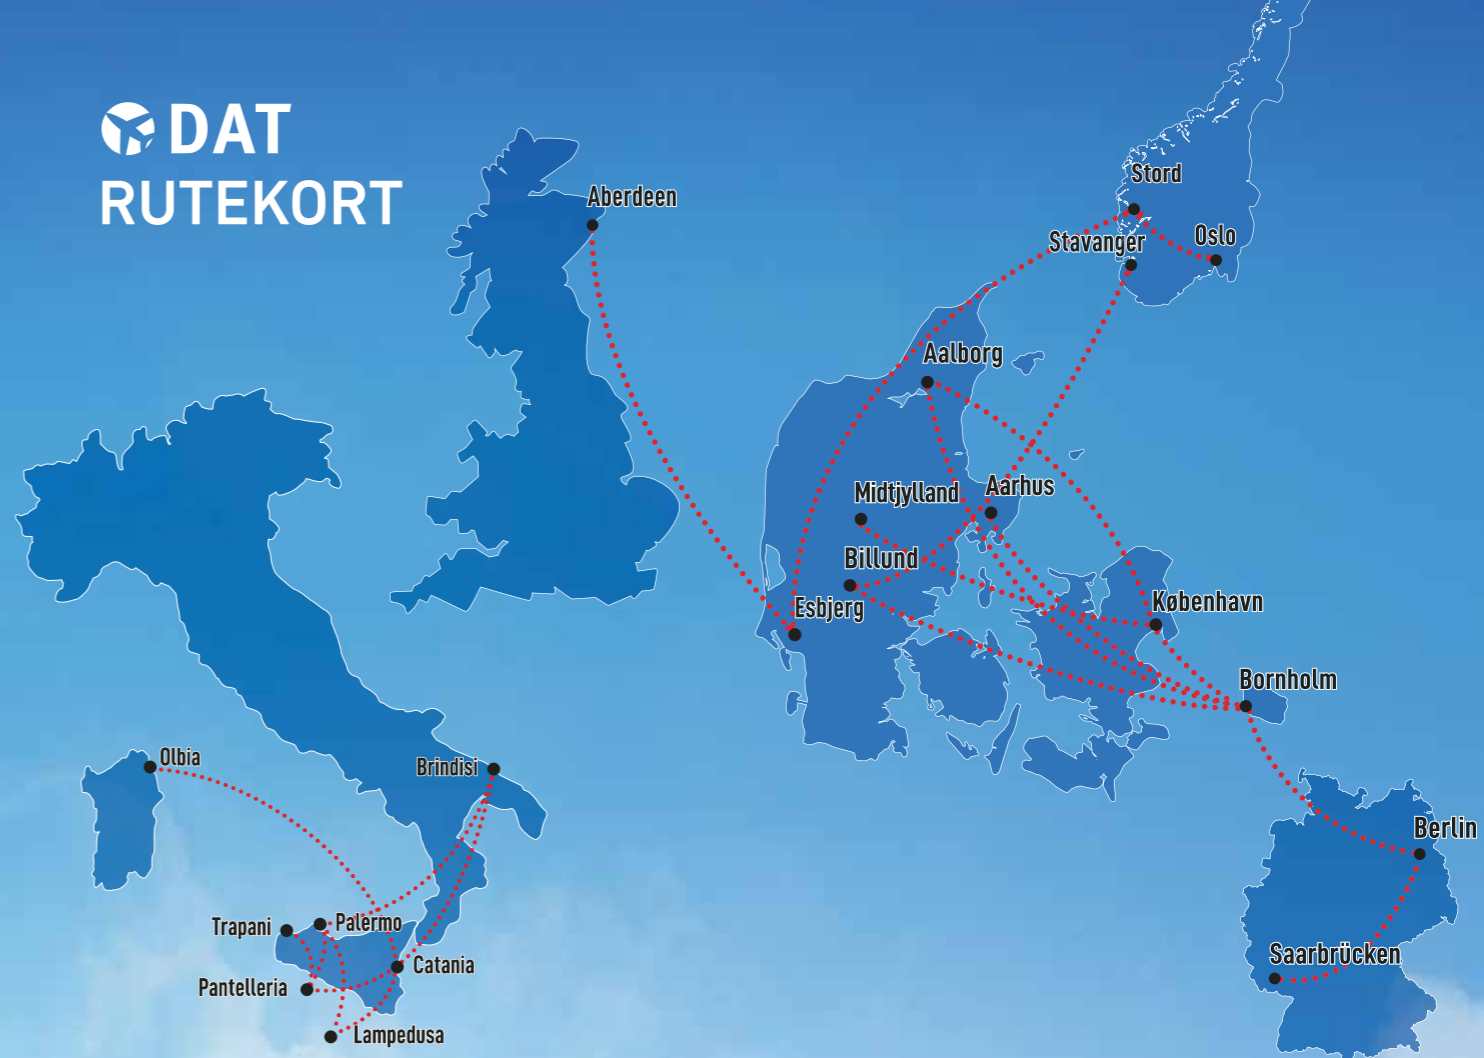 DAT
RUTEKORT
Aberdeen
Stord
Stavanger
Oslo
Aalborg
Midtjylland
Aarhus
Billund
Esbjerg
København
Bornholm
Olbia
Brindisi
Berlin
Trapani
Palermo
Saarbrücken
Catania
Pantelleria
Lampedusa